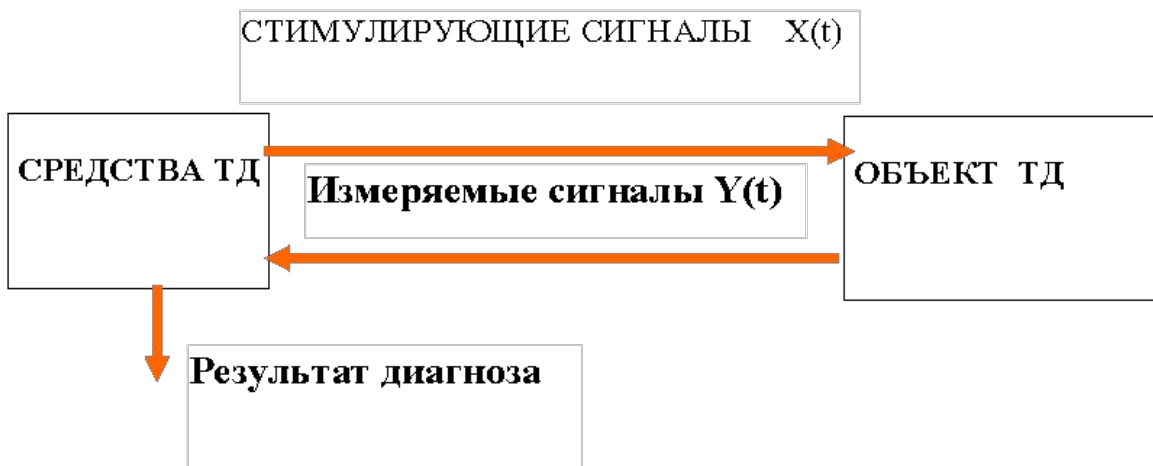 СТИМУЛИРУЮЩИЕ СИГНАЛЫ X(t)
СРЕДСТВА ТД
ОБЪЕКТ ТД
Измеряемые сигналы Y(t)
Результат диагноза